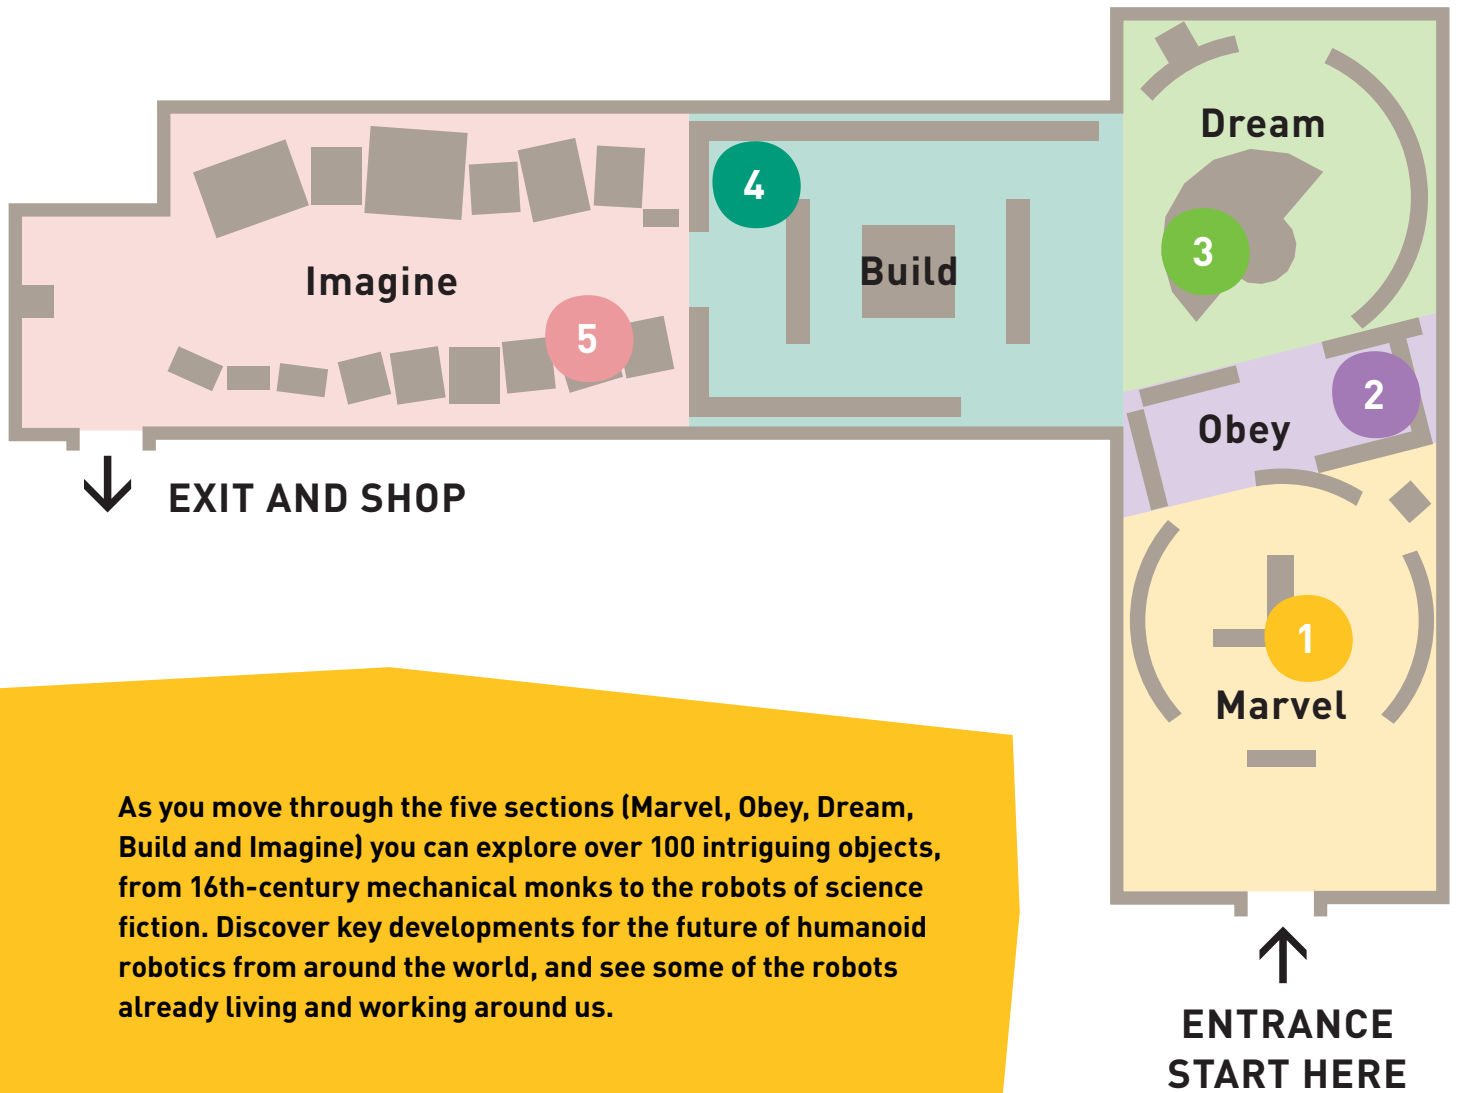 Dream
4
3
Build
Imagine
5
2
Obey
EXIT AND SHOP
1
Marvel
As you move through the five sections (Marvel, Obey, Dream,
Build and Imagine) you can explore over 100 intriguing objects,
from 16th-century mechanical monks to the robots of science
fiction. Discover key developments for the future of humanoid
robotics from around the world, and see some of the robots
already living and working around us.
ENTRANCE
START HERE